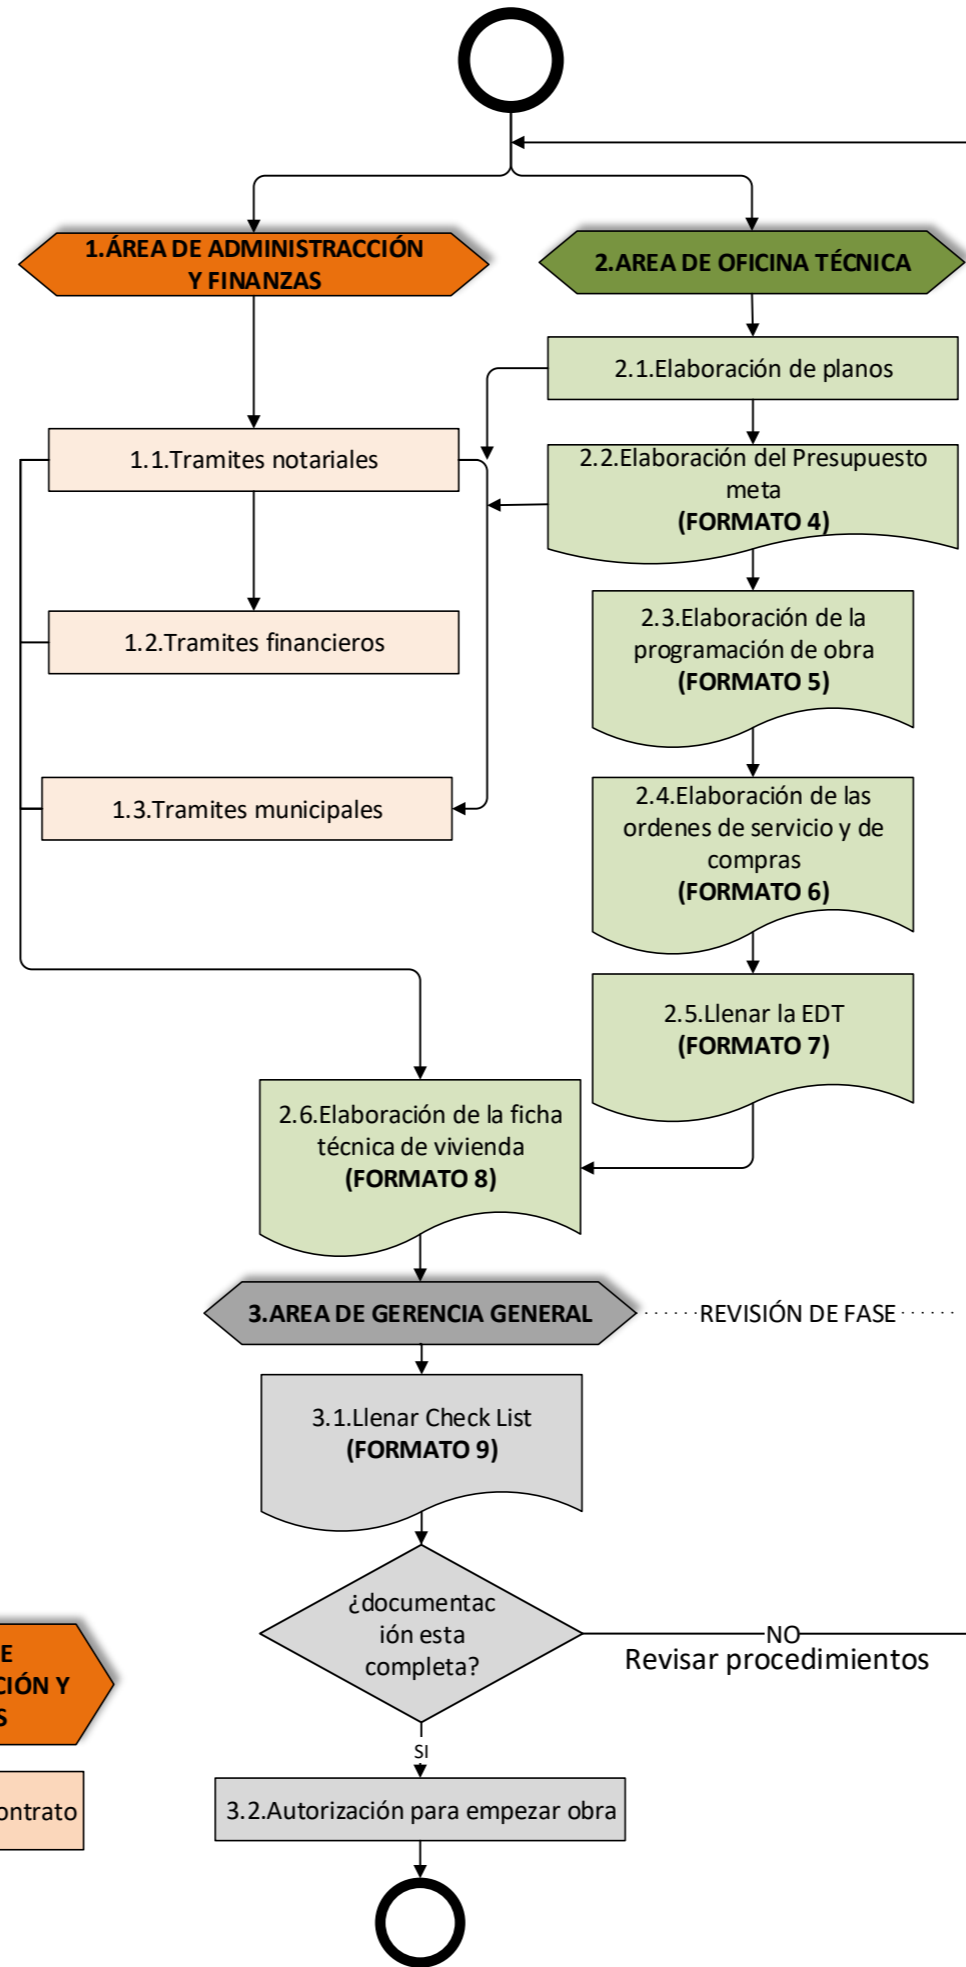 1.ÁREA DE ADMINISTRACCIÓN
Y FINANZAS
2.AREA DE OFICINA TÉCNICA
2.1.Elaboración de planos
1.1.Tramites notariales
2.2.Elaboración del Presupuesto
meta
(FORMATO 4)
1.2.Tramites financieros
2.3.Elaboración de la
programación de obra
(FORMATO 5)
1.3.Tramites municipales
2.4.Elaboración de las
ordenes de servicio y de
compras
(FORMATO 6)
2.5.Llenar la EDT
(FORMATO 7)
2.6.Elaboración de la ficha
técnica de vivienda
(FORMATO 8)
3.AREA DE GERENCIA GENERAL
REVISIÓN DE FASE
3.1.Llenar Check List
(FORMATO 9)
¿documentac
ión esta
completa?
NO
Revisar procedimientos
E
CIÓN Y
S
SI
ontrato
3.2.Autorización para empezar obra